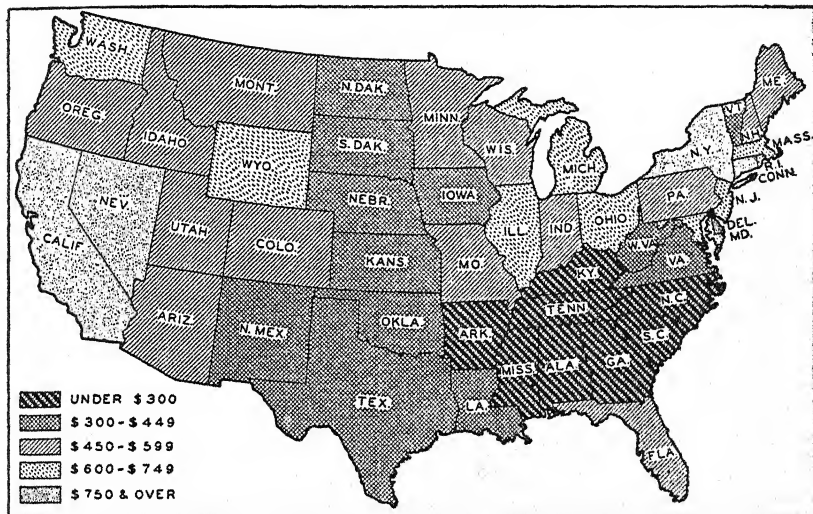 WASH.
MONT.
N. DAK.
MINN.
ME.
VT.
OREG.
IDAHO
S. DAK.
WIS.
N.H.
MASS.
WYO.
MICH.
N.Y.
R.I.
CONN.
NEV.
NEBR.
IOWA
PA.
N.J.
CALIF.
UTAH
COLO.
ILL.
IND.
OHIO
DEL.
MD.
KANS.
MO.
W.VA.
VA.
KY.
ARIZ.
N. MEX.
OKLA.
ARK.
TENN.
N.C.
S.C.
TEX.
LA.
MISS.
ALA.
GA.
FLA.
UNDER $300
$300-$449
$450-$599
$600-$749
$750 & OVER